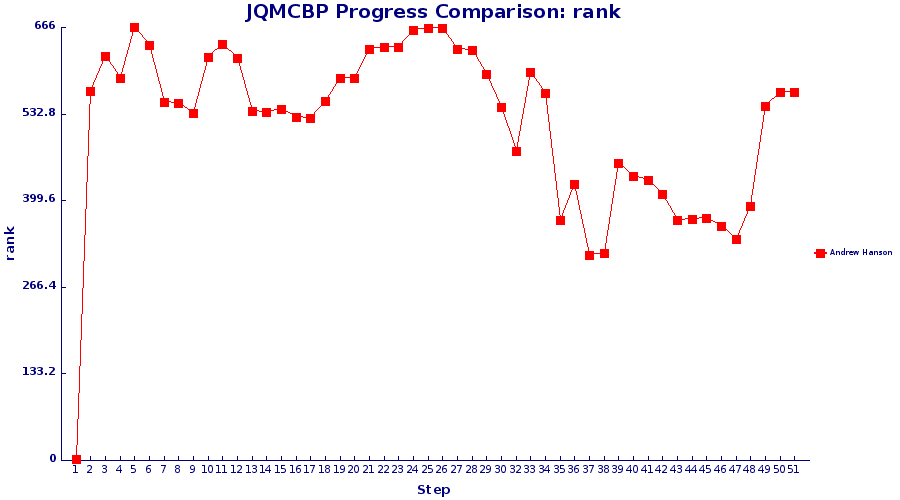 JQMCBP Progress Comparison: rank
666
532.8
399.6
266.4
133.2
0
rank
1 2 3 4 5 6 7 8 9 10 11 12 13 14 15 16 17 18 19 20 21 22 23 24 25 26 27 28 29 30 32 33 34 35 36 37 38 39 40 41 42 43 44 45 46 47 48 49 50 51
Step
Andrew Hanson